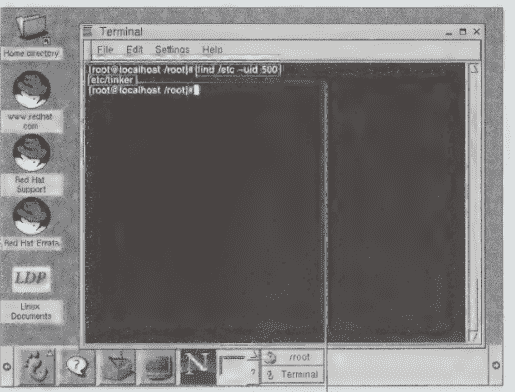 Terminal
File Edit Settings Help
[root@localhost /root]# find /etc -uid 500
/etc/tinker
[root@localhost /root]#
Home directory
www.redhat
com
Red Hat
Support
Red Hat Errata
LDP
Linux
Documents
N
?
/root
Terminal